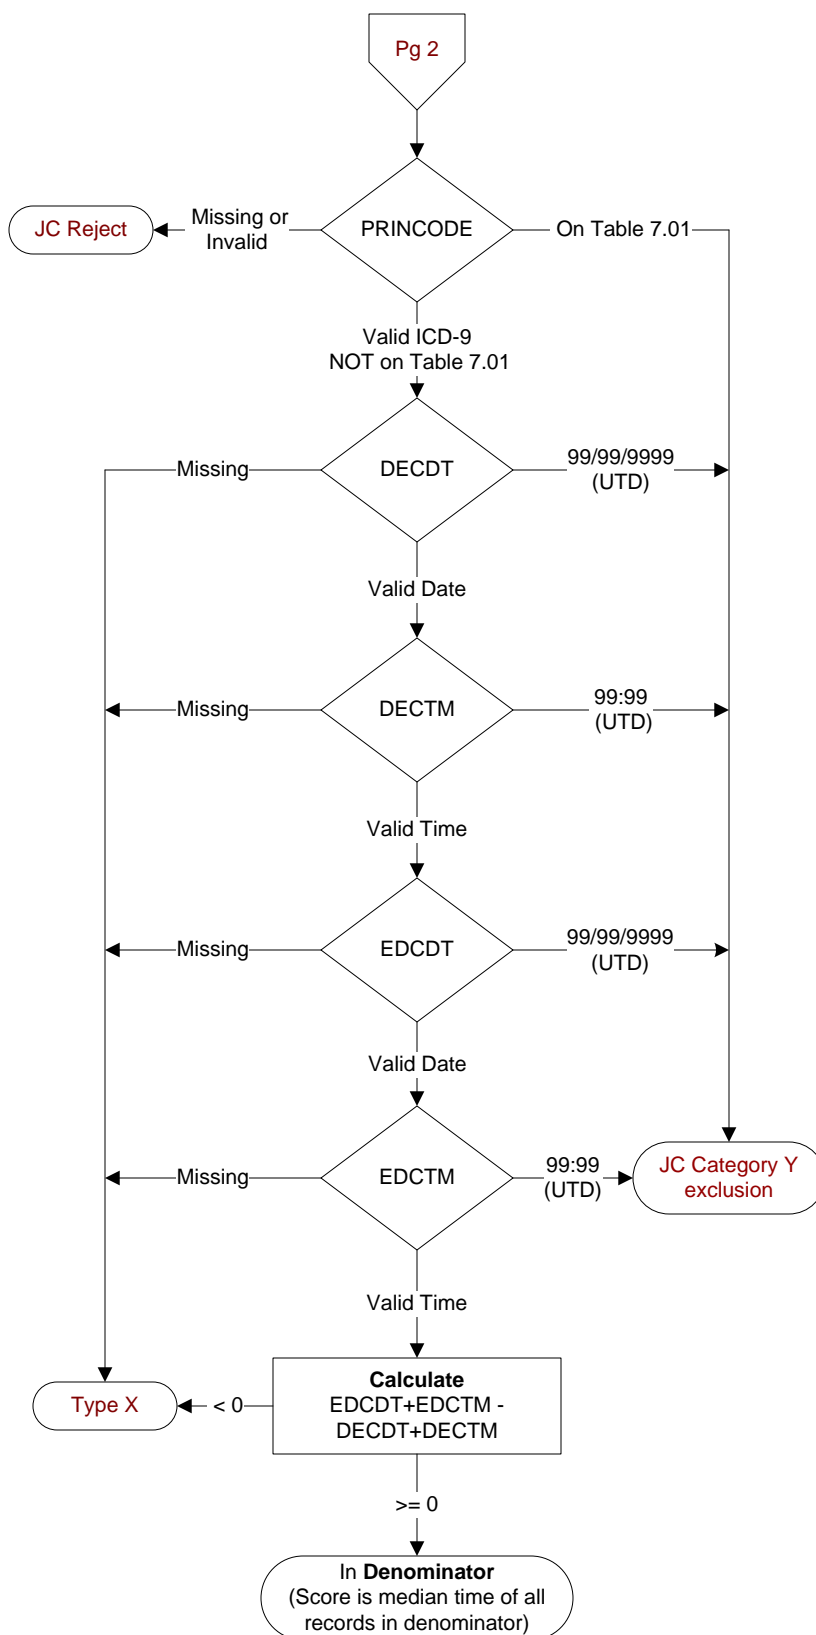 Pg 2
JC Reject
Missing or
Invalid
PRINCODE
On Table 7.01
Valid ICD-9
NOT on Table 7.01
Missing
DECDT
99/99/9999
(UTD)
Valid Date
Missing
DECTM
99:99
(UTD)
Valid Time
Missing
EDCDT
99/99/9999
(UTD)
Valid Date
Missing
EDCTM
99:99
(UTD)
JC Category Y
exclusion
Valid Time
Type X
< 0
Calculate
EDCDT+EDCTM -
DECDT+DECTM
>= 0
In Denominator
(Score is median time of all
records in denominator)